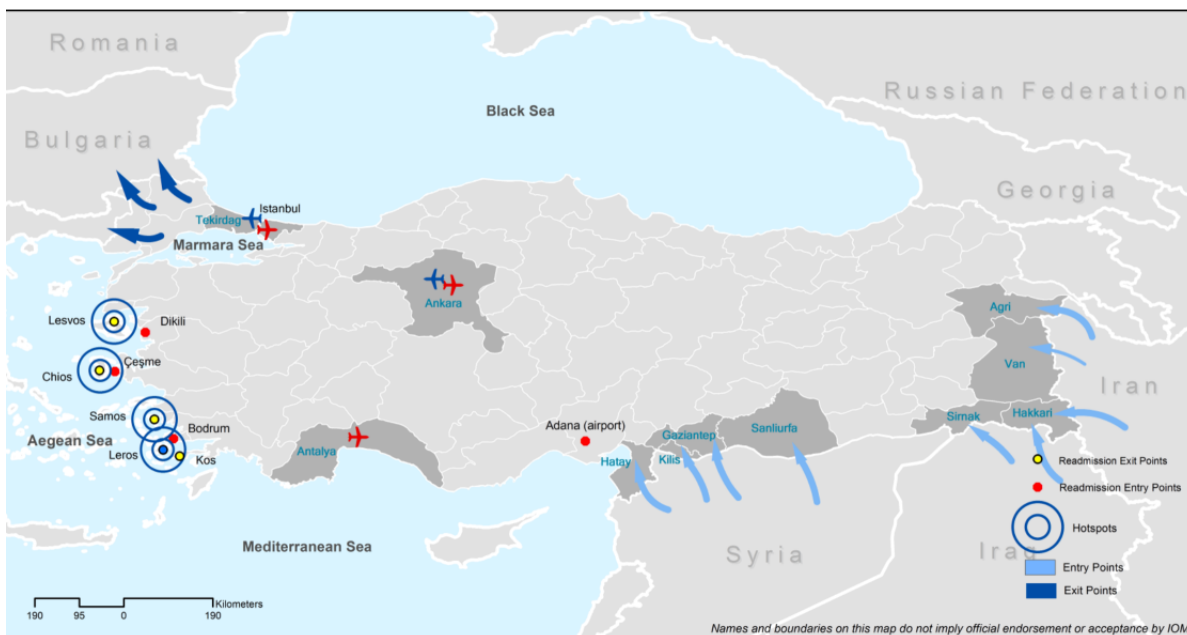 Romania
Black Sea
Russian Federation
Bulgaria
Georgia
Istanbul
Tekirdag
Marmara Sea
Ankara
Agri
Lesvos
Dikili
Van
Iran
Çeşme
Chios
Samos
Bodrum
Aegean Sea
Leros
Kos
Antalya
Adana (airport)
Hatay
Kilis
Gaziantep
Sanliurfa
Sirnak
Hakkari
Readmission Exit Points
Readmission Entry Points
Hotspots
Mediterranean Sea
Syria
Iraq
Entry Points
Exit Points
Kilometers
190 95 0 190
Names and boundaries on this map do not imply official endorsement or acceptance by IOM